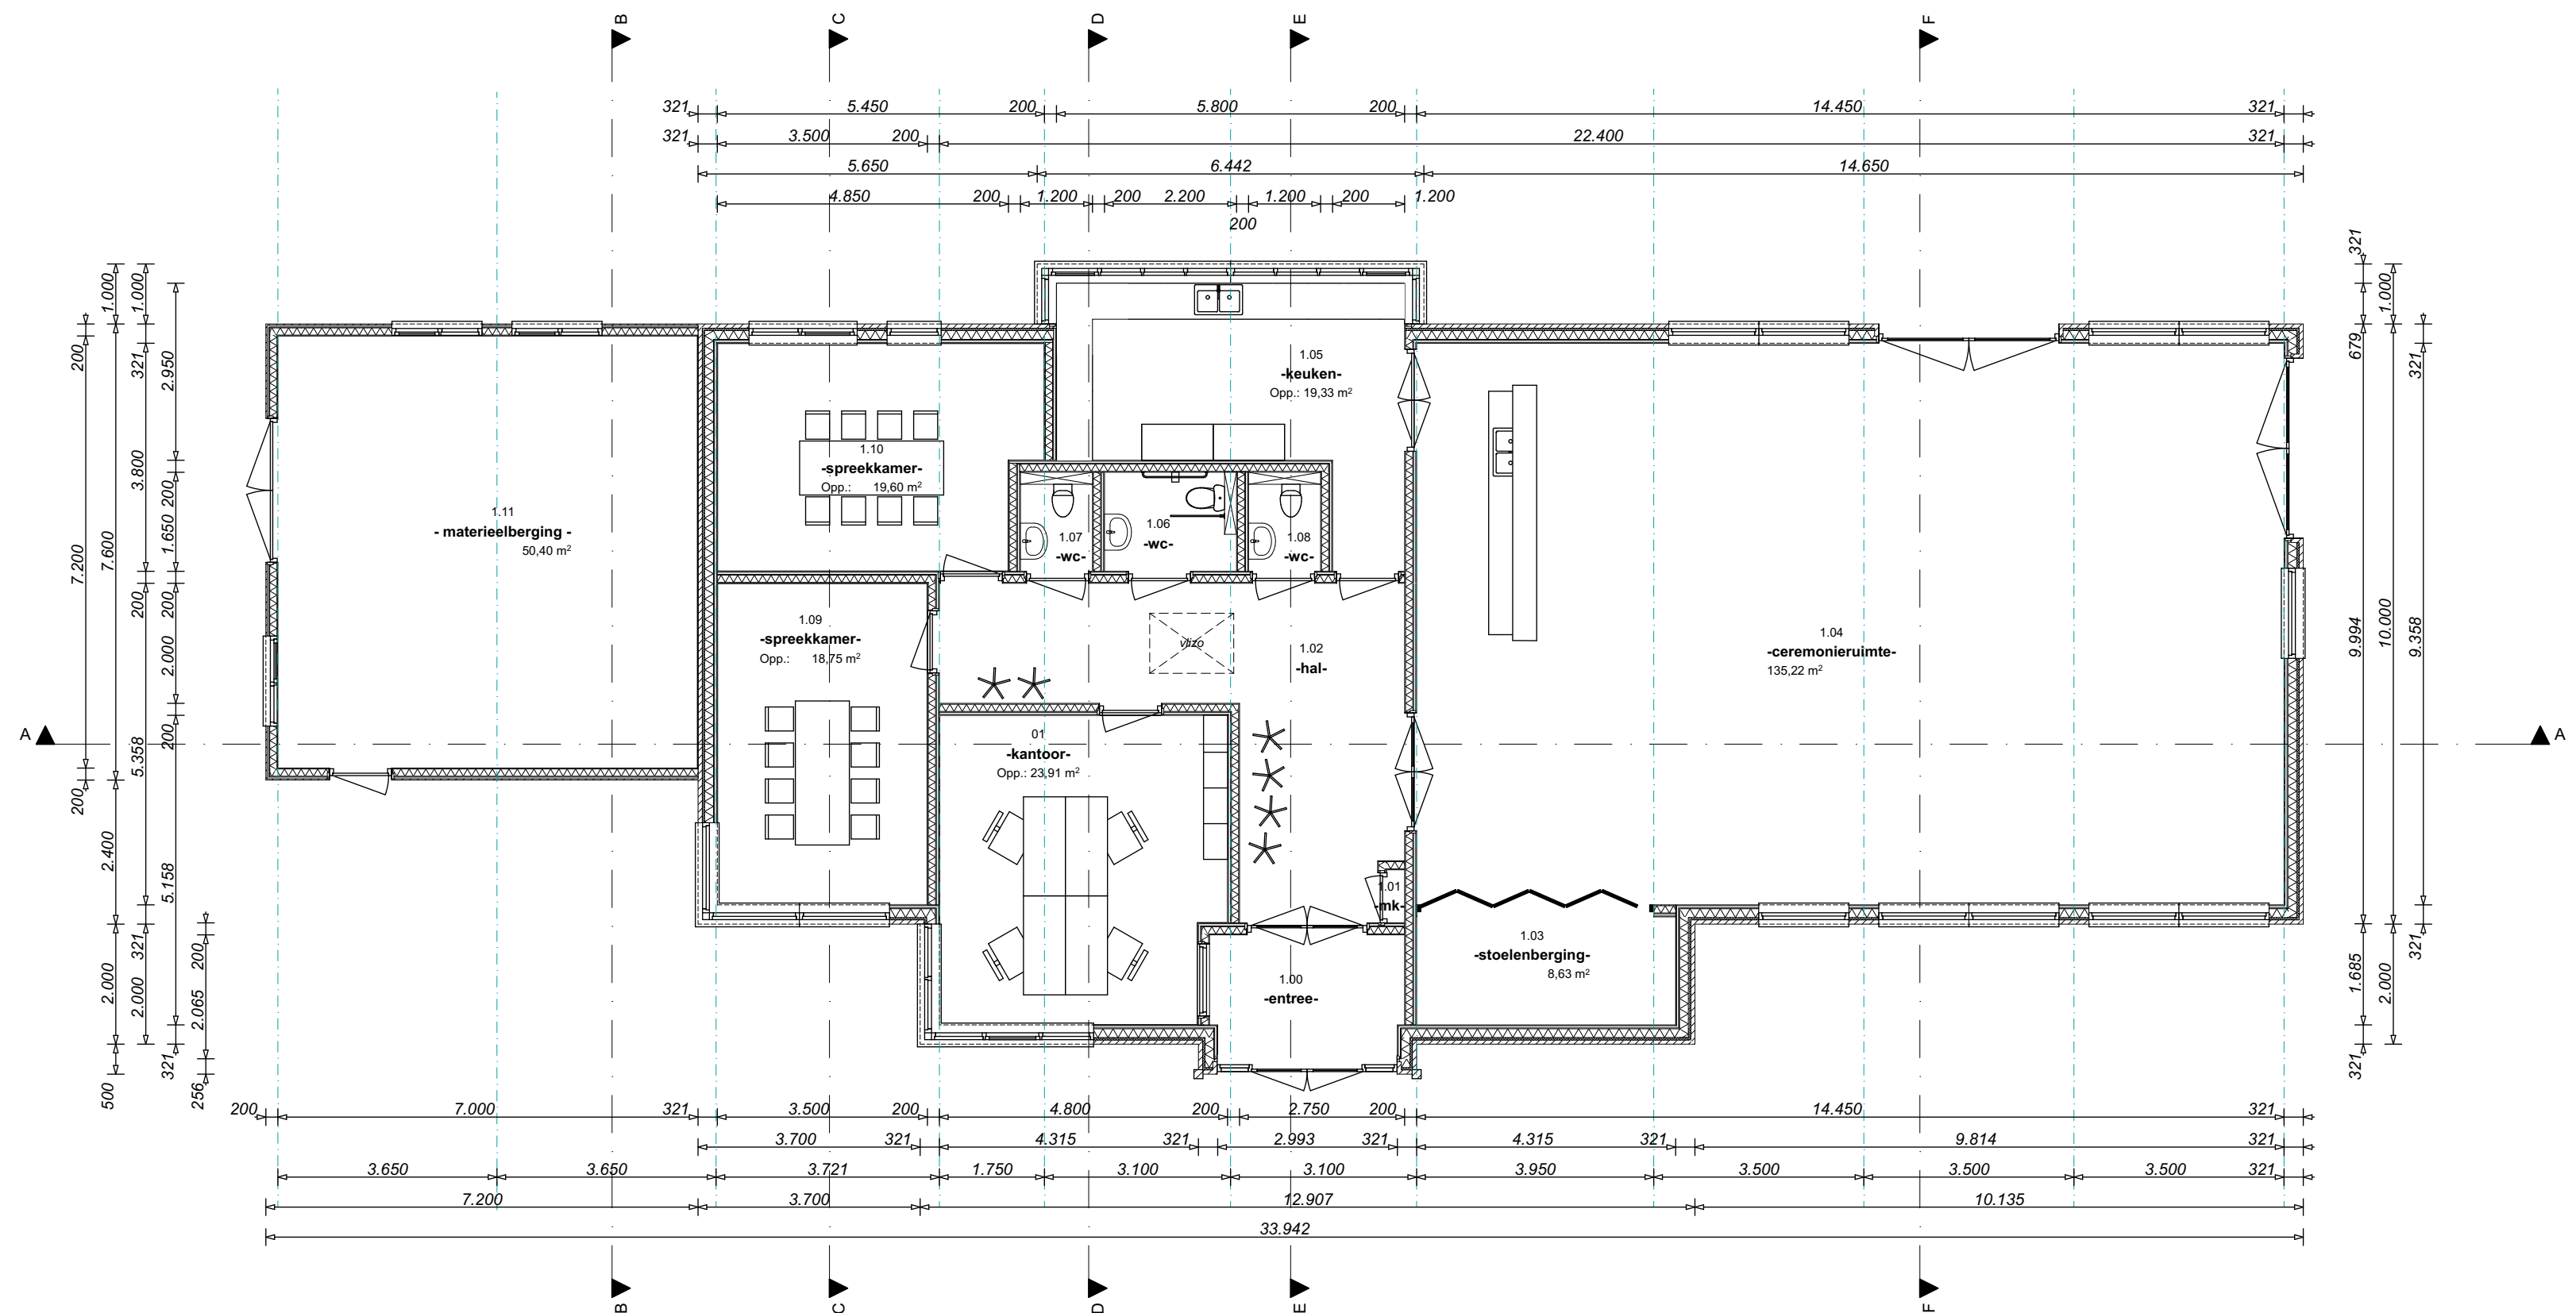 B C D E F
321 5.450 200 5.800 200 14.450 321
321 3.500 200 22.400 321
5.650 6.442 14.650
4.850 200 1.200 200 2.200 1.200 200 1.200
200
1.000
1.000
200
321
2.950
3.800
200
1.650
7.200
7.600
200
200
2.000
200
5.358
200
2.400
5.158
321
200
2.000
2.000
2.065
321
500
256
321
1.000
679
321
9.994
10.000
9.358
321
1.685
2.000
321
1.05
-keuken-
Opp.: 19,33 m²
1.10
-spreekkamer-
Opp.: 19,60 m²
1.11
- materieelberging -
50,40 m²
1.07
-wc-
1.06
-wc-
1.08
-wc-
1.09
-spreekkamer-
Opp.: 18,75 m²
vlizo
1.02
-hal-
1.04
-ceremonieruimte-
135,22 m²
A A
01
-kantoor-
Opp.: 23,91 m²
1.01
-mk-
1.03
-stoelenberging-
8,63 m²
1.00
-entree-
200 7.000 321 3.500 200 4.800 200 2.750 200 14.450 321
3.700 321 4.315 321 2.993 321 4.315 321 9.814 321
3.650 3.650 3.721 1.750 3.100 3.100 3.950 3.500 3.500 3.500 321
7.200 3.700 12.907 10.135
33.942
B C D E F